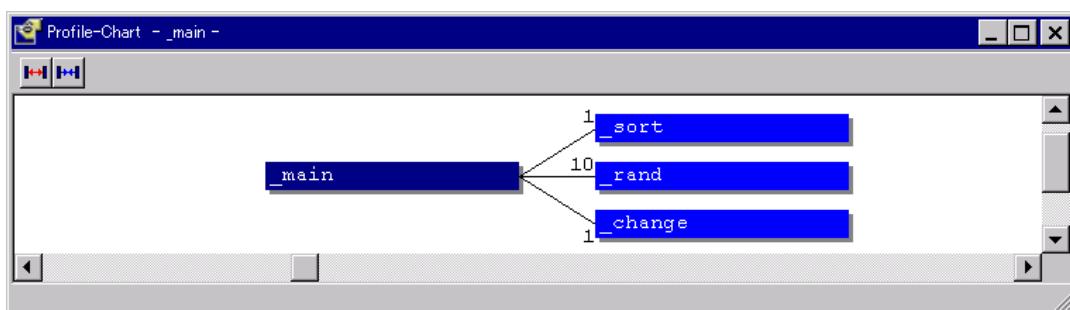 Profile-Chart - _main -
1
_sort
_main
10
_rand
_change
1